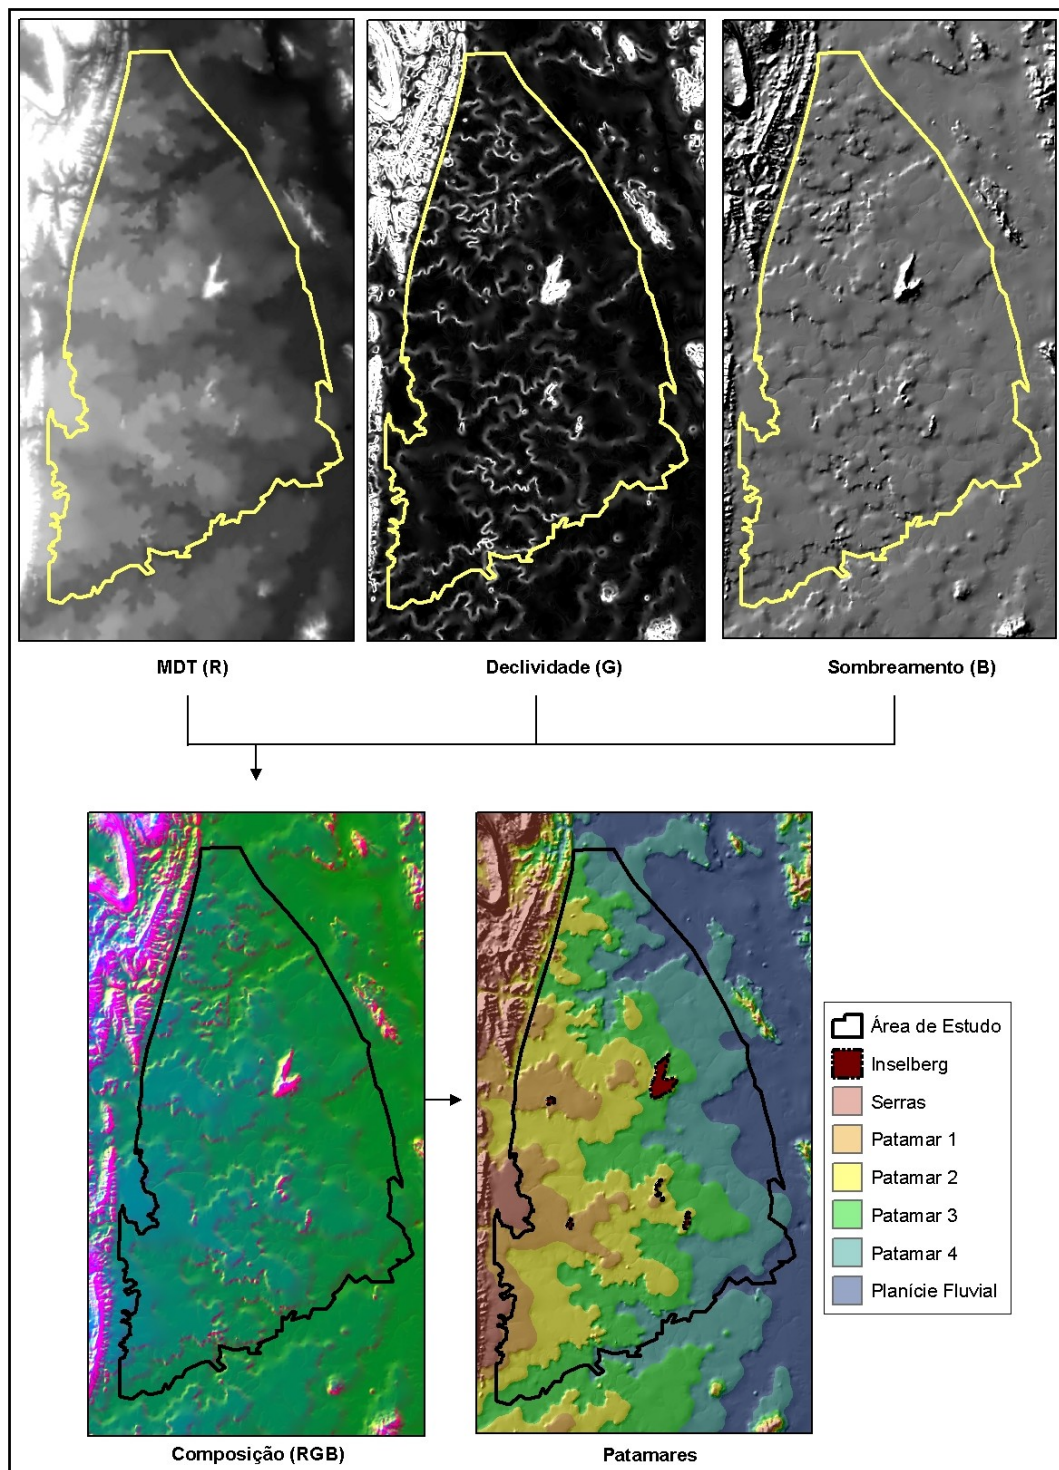 MDT (R)
Declividade (G)
Sombreamento (B)
Composição (RGB)
Patamares
Área de Estudo
Inselberg
Serras
Patamar 1
Patamar 2
Patamar 3
Patamar 4
Planície Fluvial